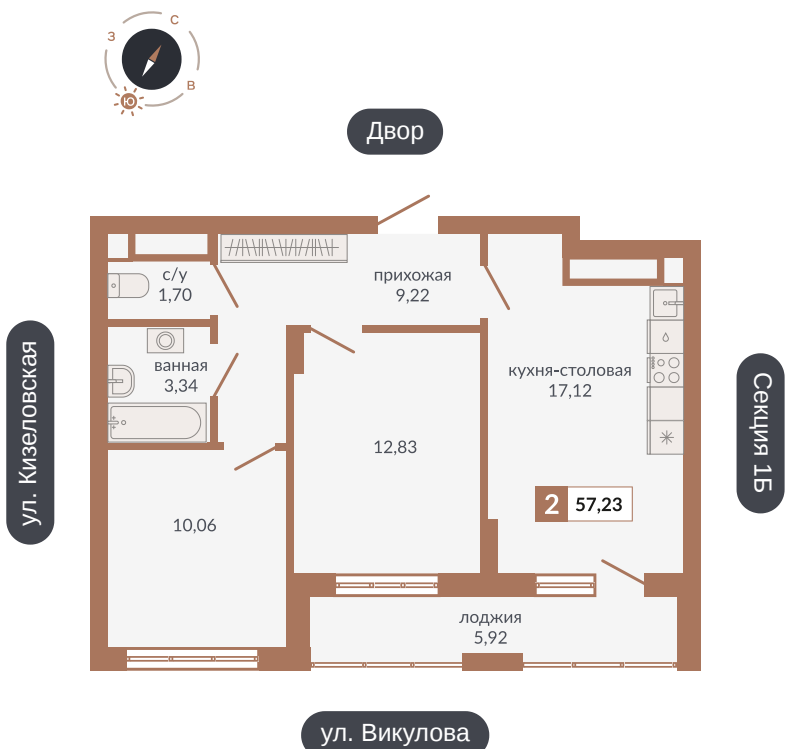 С
З
В
Ю
Двор
с/у
1,70
прихожая
9,22
ванная
3,34
кухня-столовая
17,12
12,83
2 57,23
10,06
лоджия
5,92
ул. Кизеловская
Секция 1Б
ул. Викулова